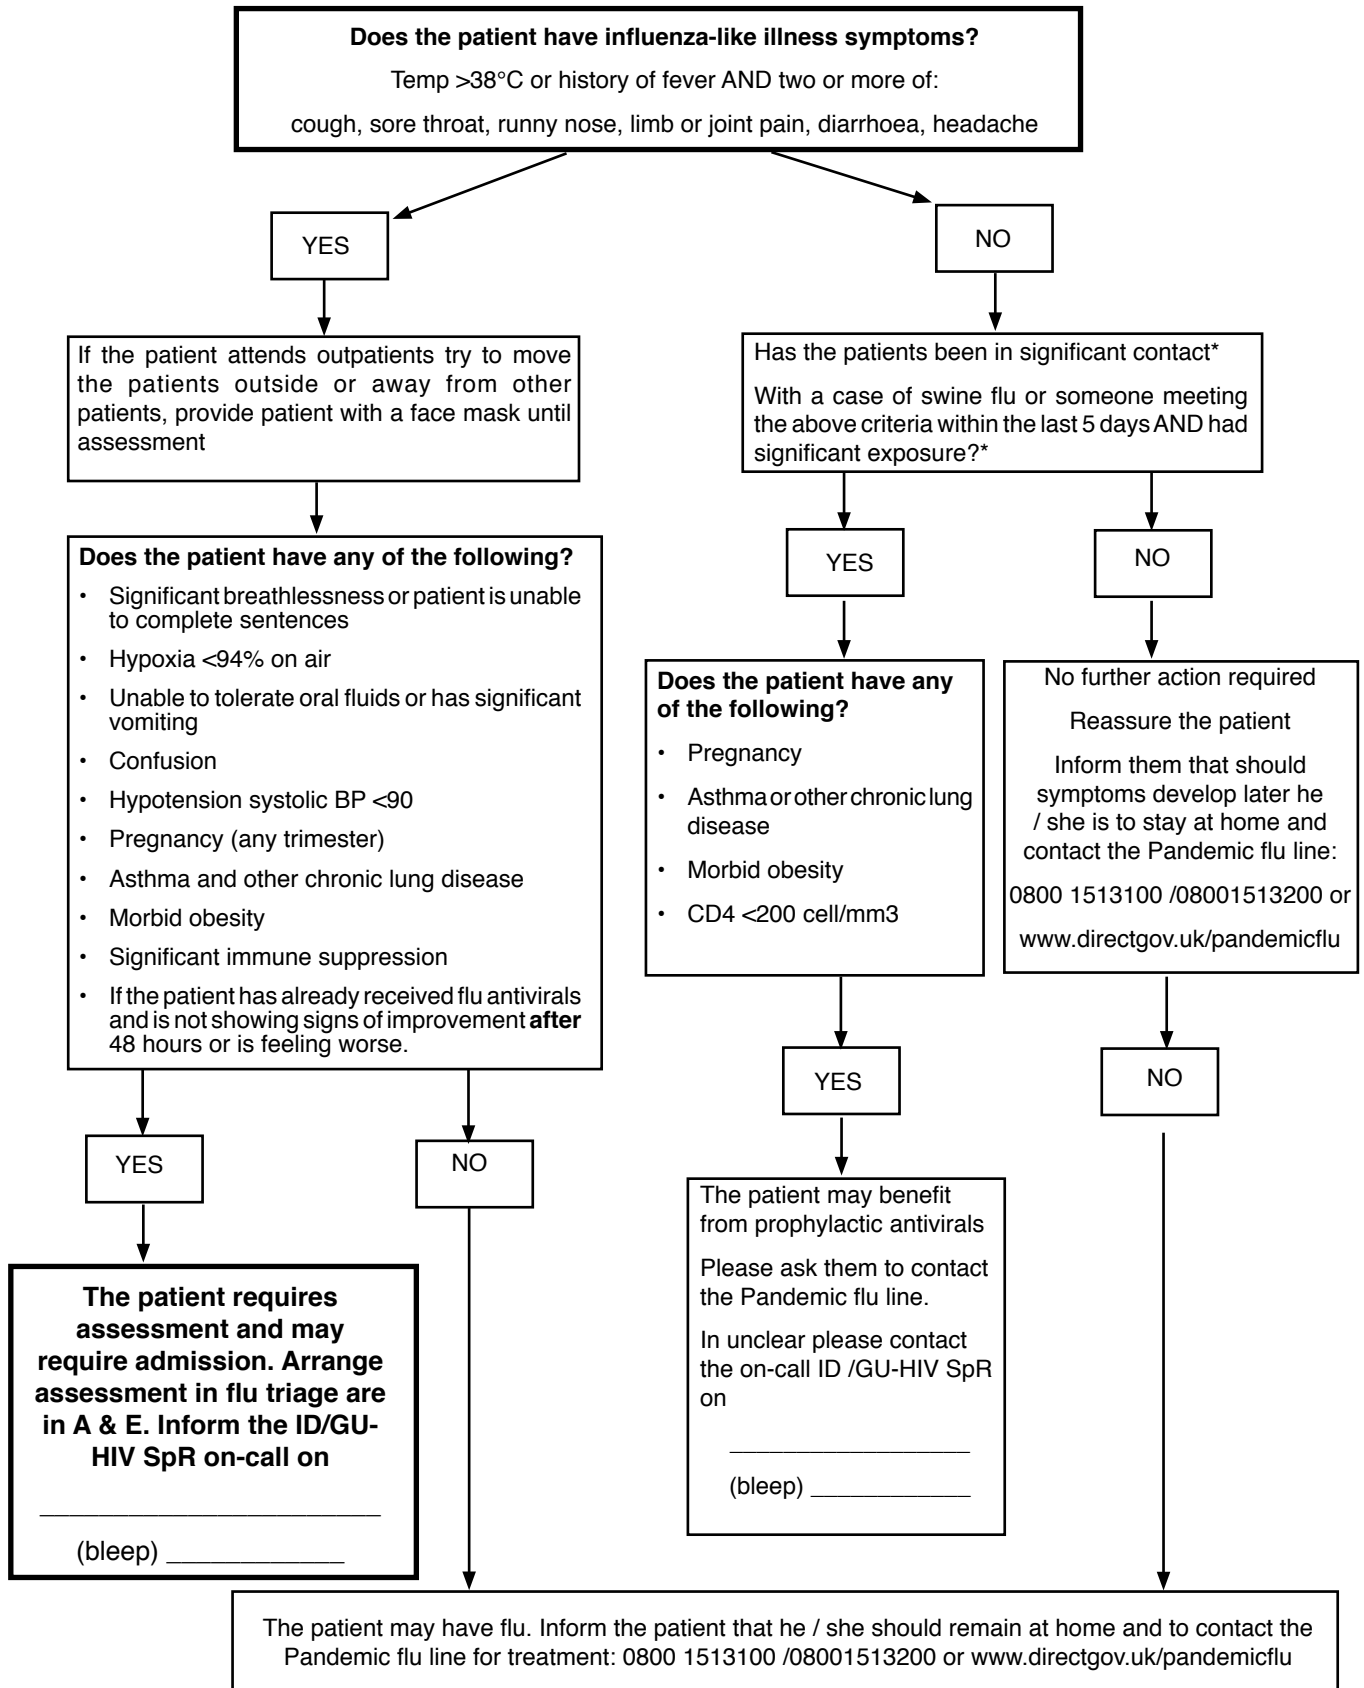 Does the patient have influenza-like illness symptoms?
Temp >38°C or history of fever AND two or more of:
cough, sore throat, runny nose, limb or joint pain, diarrhoea, headache
YES
NO
If the patient attends outpatients try to move
the patients outside or away from other
patients, provide patient with a face mask until
assessment
Has the patients been in significant contact*
With a case of swine flu or someone meeting
the above criteria within the last 5 days AND had
significant exposure?*
Does the patient have any of the following?
• Significant breathlessness or patient is unable
to complete sentences
• Hypoxia <94% on air
• Unable to tolerate oral fluids or has significant
vomiting
• Confusion
• Hypotension systolic BP <90
• Pregnancy (any trimester)
• Asthma and other chronic lung disease
• Morbid obesity
• Significant immune suppression
• If the patient has already received flu antivirals
and is not showing signs of improvement after
48 hours or is feeling worse.
YES
NO
Does the patient have any
of the following?
• Pregnancy
• Asthma or other chronic lung
disease
• Morbid obesity
• CD4 <200 cell/mm3
No further action required
Reassure the patient
Inform them that should
symptoms develop later he
/ she is to stay at home and
contact the Pandemic flu line:
0800 1513100 /08001513200 or
www.directgov.uk/pandemicflu
YES
NO
YES
NO
The patient requires
assessment and may
require admission. Arrange
assessment in flu triage are
in A & E. Inform the ID/GU-
HIV SpR on-call on
_______________________
(bleep) ____________
The patient may benefit
from prophylactic antivirals
Please ask them to contact
the Pandemic flu line.
In unclear please contact
the on-call ID /GU-HIV SpR
on
__________________
(bleep) ____________
The patient may have flu. Inform the patient that he / she should remain at home and to contact the
Pandemic flu line for treatment: 0800 1513100 /08001513200 or www.directgov.uk/pandemicflu